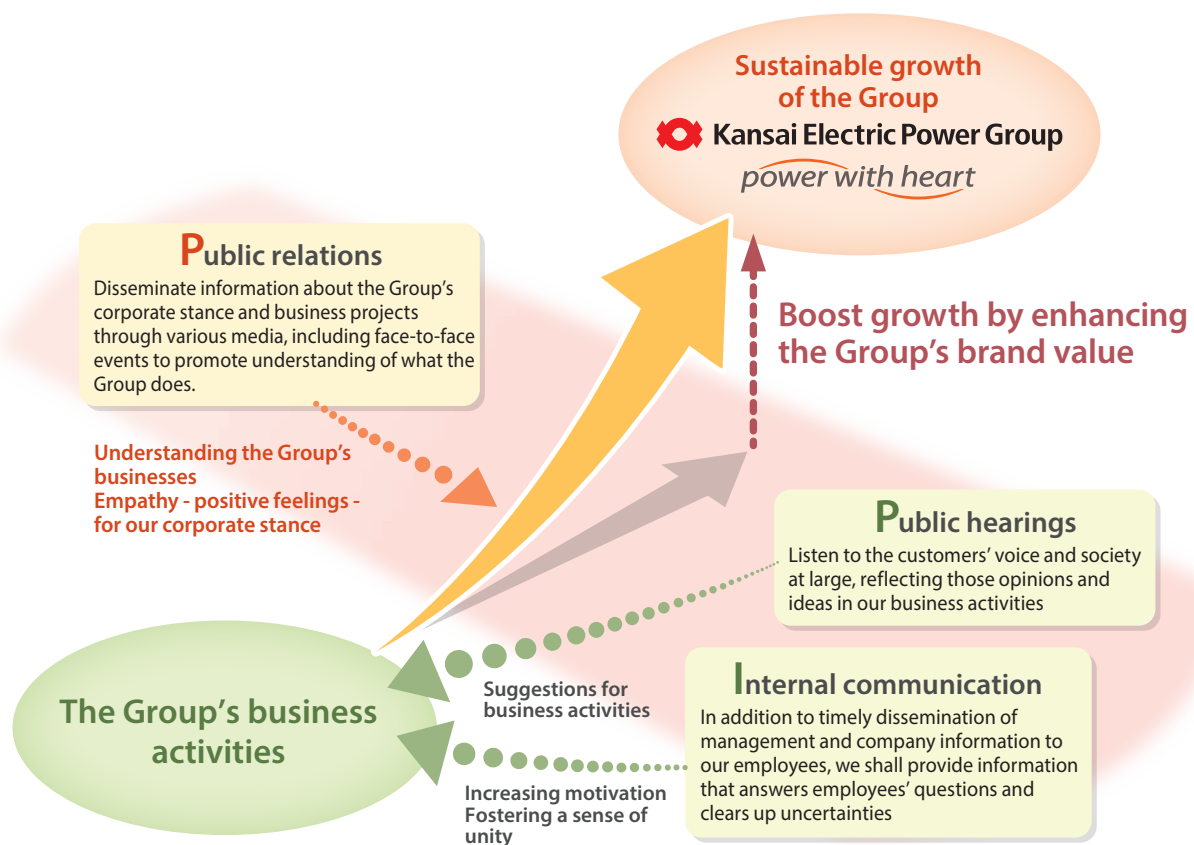 Sustainable growth
of the Group
Kansai Electric Power Group
power with heart
Public relations
Disseminate information about the Group’s
corporate stance and business projects
through various media, including face-to-face
events to promote understanding of what the
Group does.
Boost growth by enhancing
the Group’s brand value
Understanding the Group’s
businesses
Empathy - positive feelings -
for our corporate stance
Public hearings
Listen to the customers’ voice and society
at large, reflecting those opinions and
ideas in our business activities
Suggestions for
business activities
The Group’s business
activities
Internal communication
In addition to timely dissemination of
management and company information to
our employees, we shall provide information
that answers employees’ questions and
clears up uncertainties
Increasing motivation
Fostering a sense of
unity